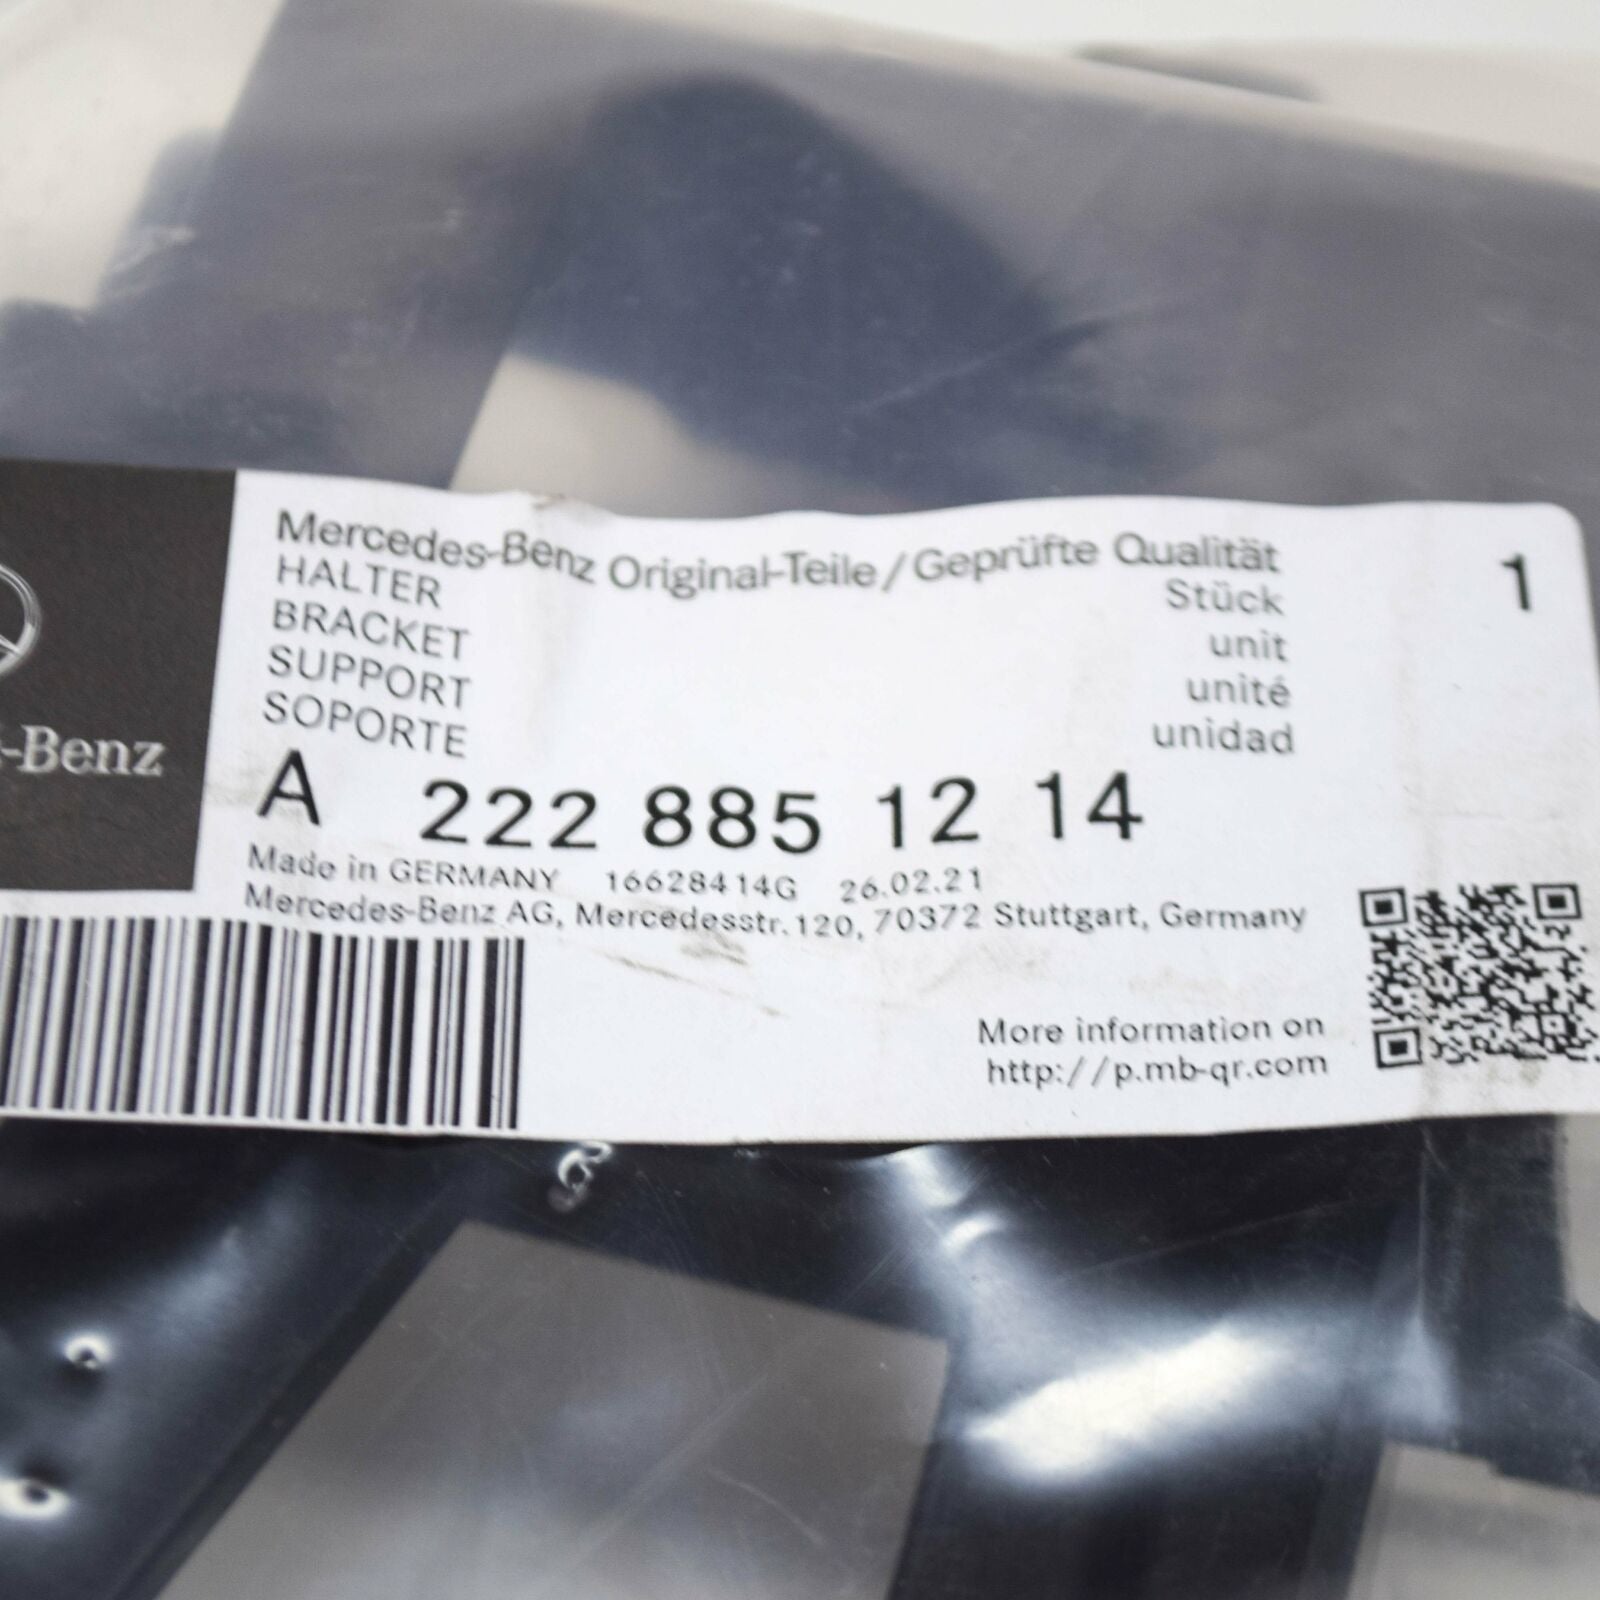 Mercedes-Benz Original-Teile/Geprüfte Qualität
HALTER Stück 1
BRACKET unit
SUPPORT unité
SOPORTE unidad
-Benz
A 222 885 12 14
Made in GERMANY 16628414G 26.02.21
Mercedes-Benz AG, Mercedesstr. 120, 70372 Stuttgart, Germany
More information on
http://p.mb-qr.com